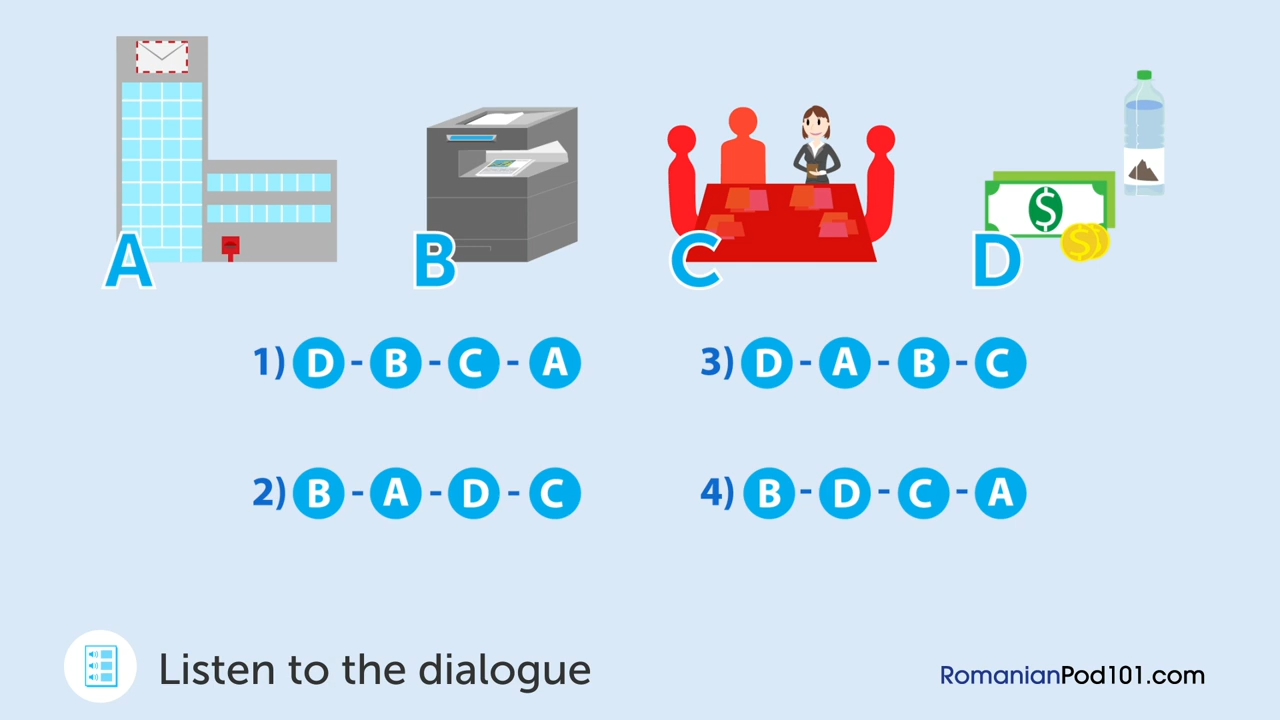 A B C D
1) D - B - C - A
3) D - A - B - C
2) B - A - D - C
4) B - D - C - A
Listen to the dialogue
RomanianPod101.com